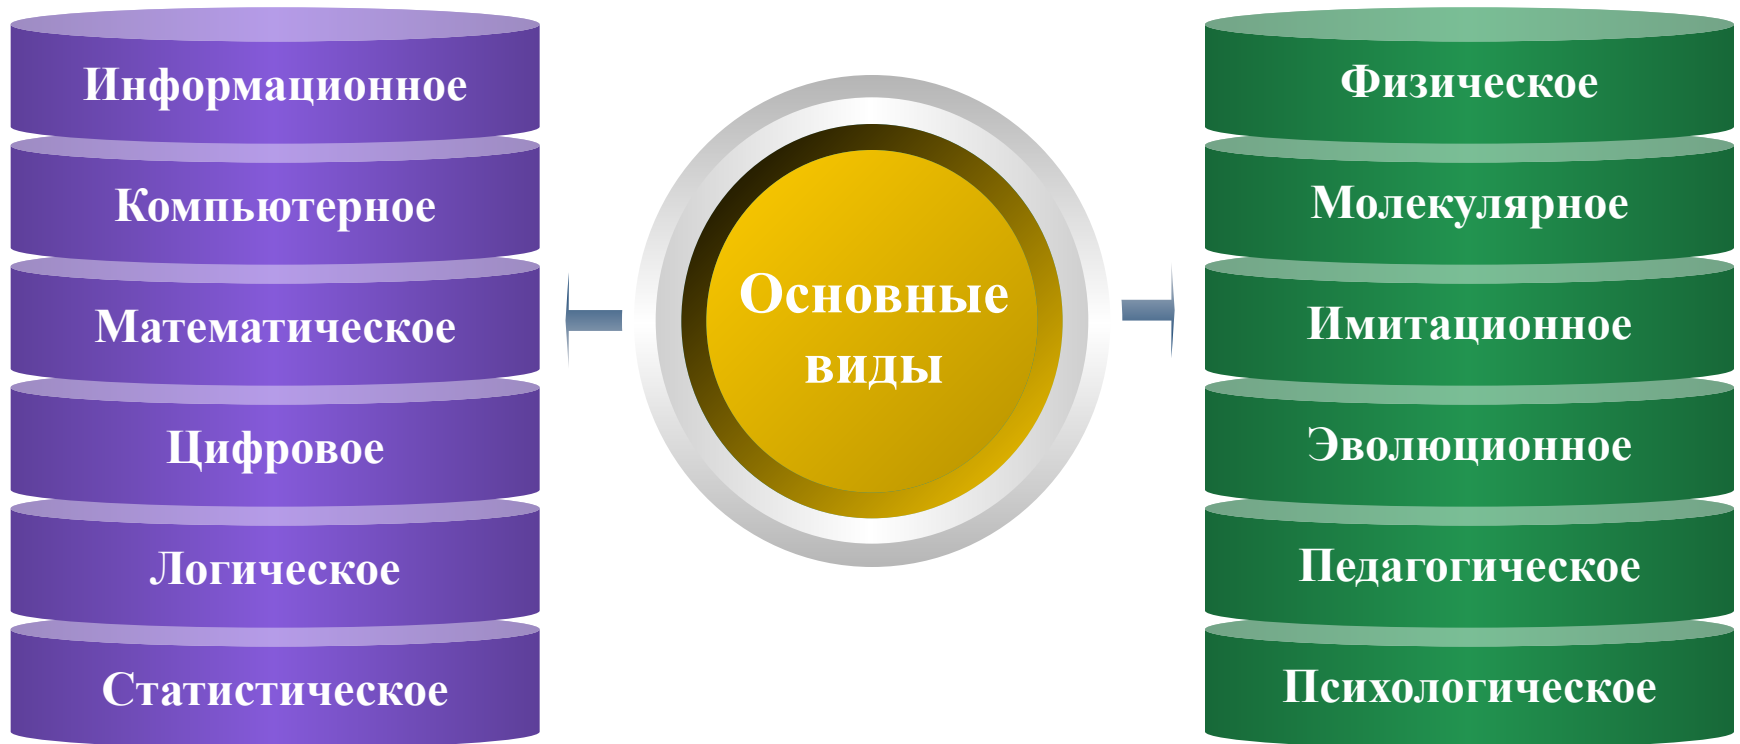 Информационное
Компьютерное
Математическое
Цифровое
Логическое
Статистическое
Основные
виды
Физическое
Молекулярное
Имитационное
Эволюционное
Педагогическое
Психологическое